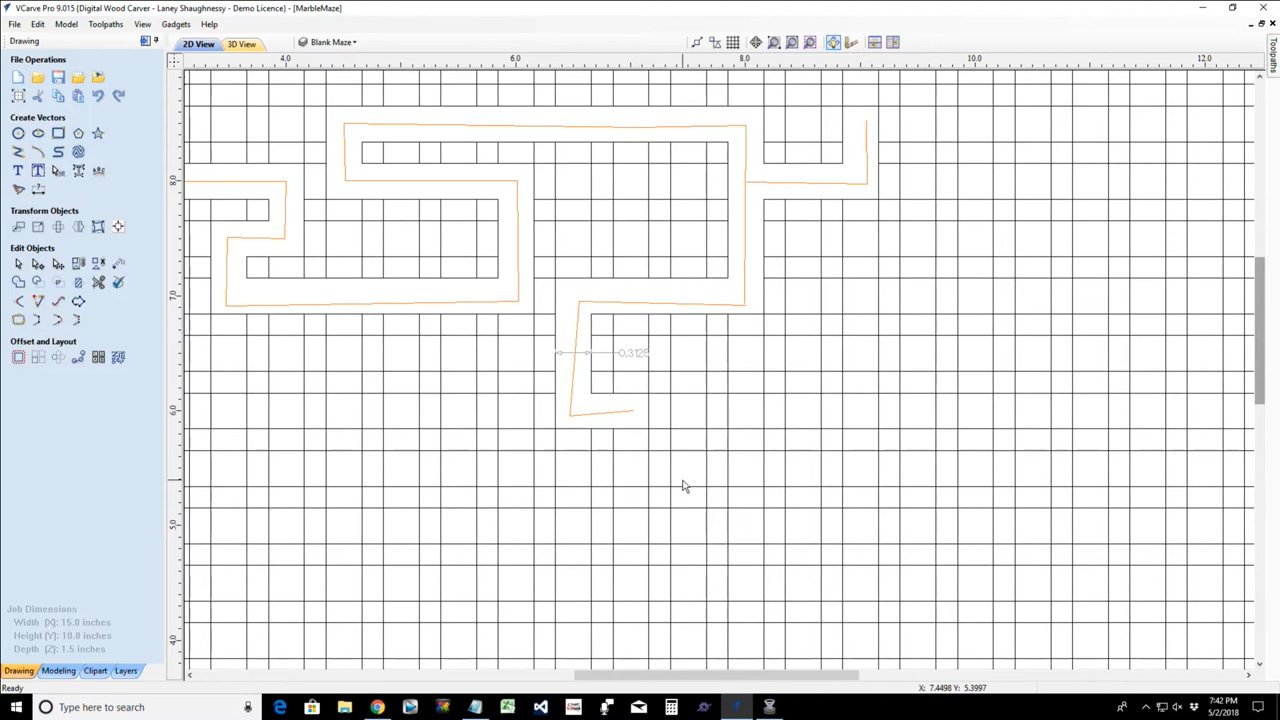 VCarve Pro 9.015 {Digital Wood Carver - Laney Shaughnessy - Demo Licence} - [MarbleMaze]
File Edit Model Toolpaths View Gadgets Help
Drawing
2D View 3D View Blank Maze
Toolpaths
4.0 6.0 8.0 10.0 12.0
File Operations
Create Vectors
Transform Objects
Edit Objects
Offset and Layout
8.0
7.0
6.0
5.0
4.0
0.3125
Job Dimensions
Width (X): 15.0 inches
Height (Y): 10.0 inches
Depth (Z): 1.5 inches
Drawing Modeling Clipart Layers
Ready
X: 7.4498 Y: 5.3997
Type here to search
7:42 PM
5/2/2018